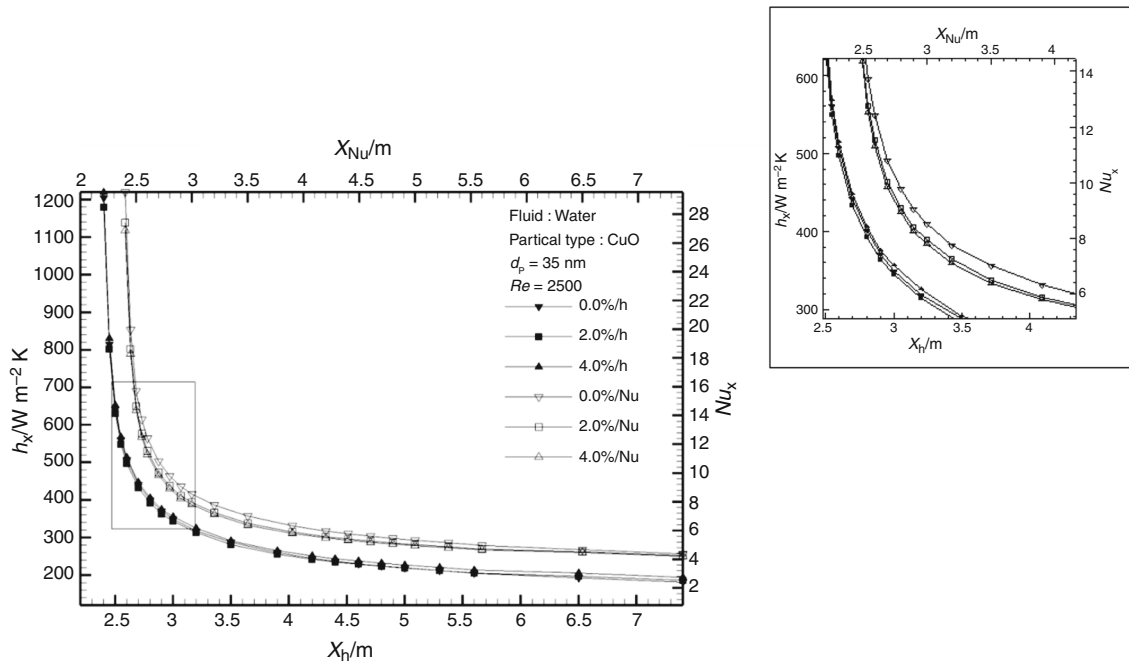 X_Nu/m
2 2.5 3 3.5 4 4.5 5 5.5 6 6.5 7
h_x/W m⁻² K
1200
1100
1000
900
800
700
600
500
400
300
200
Fluid : Water
Partical type : CuO
d_P = 35 nm
Re = 2500
0.0%/h
2.0%/h
4.0%/h
0.0%/Nu
2.0%/Nu
4.0%/Nu
28
26
24
22
20
18
16
14
12
10
8
6
4
2
Nu_x
2.5 3 3.5 4 4.5 5 5.5 6 6.5 7
X_h/m
X_Nu/m
2.5 3 3.5 4
h_x/W m⁻² K
600
500
400
300
14
12
10
8
6
Nu_x
2.5 3 3.5 4
X_h/m